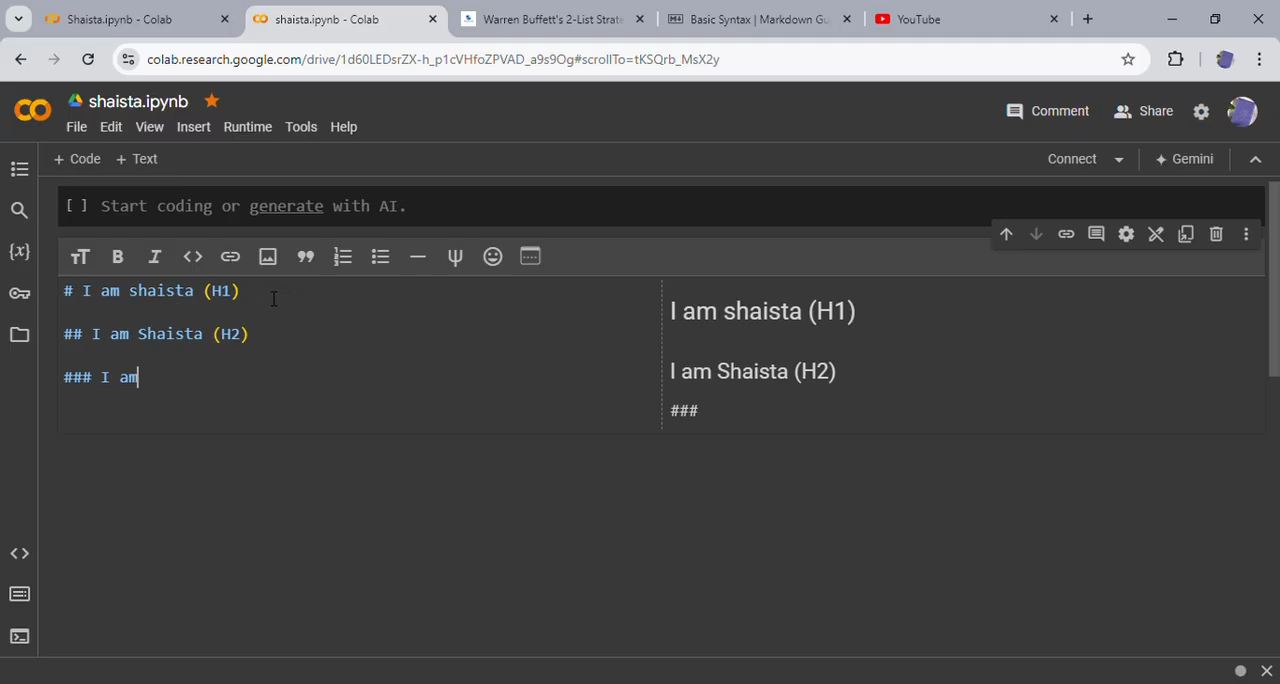 Shaista.ipynb - Colab
shaista.ipynb - Colab
Warren Buffett's 2-List Strate
Basic Syntax | Markdown Gu
YouTube
colab.research.google.com/drive/1d60LEDsrZX-h_p1cVHfoZPVAD_a9s9Og#scrollTo=tKSQrb_MsX2y
CO
shaista.ipynb
Comment
Share
File Edit View Insert Runtime Tools Help
+ Code + Text
Connect
Gemini
[ ] Start coding or generate with AI.
# I am shaista (H1)
## I am Shaista (H2)
### I am
I am shaista (H1)
I am Shaista (H2)
###